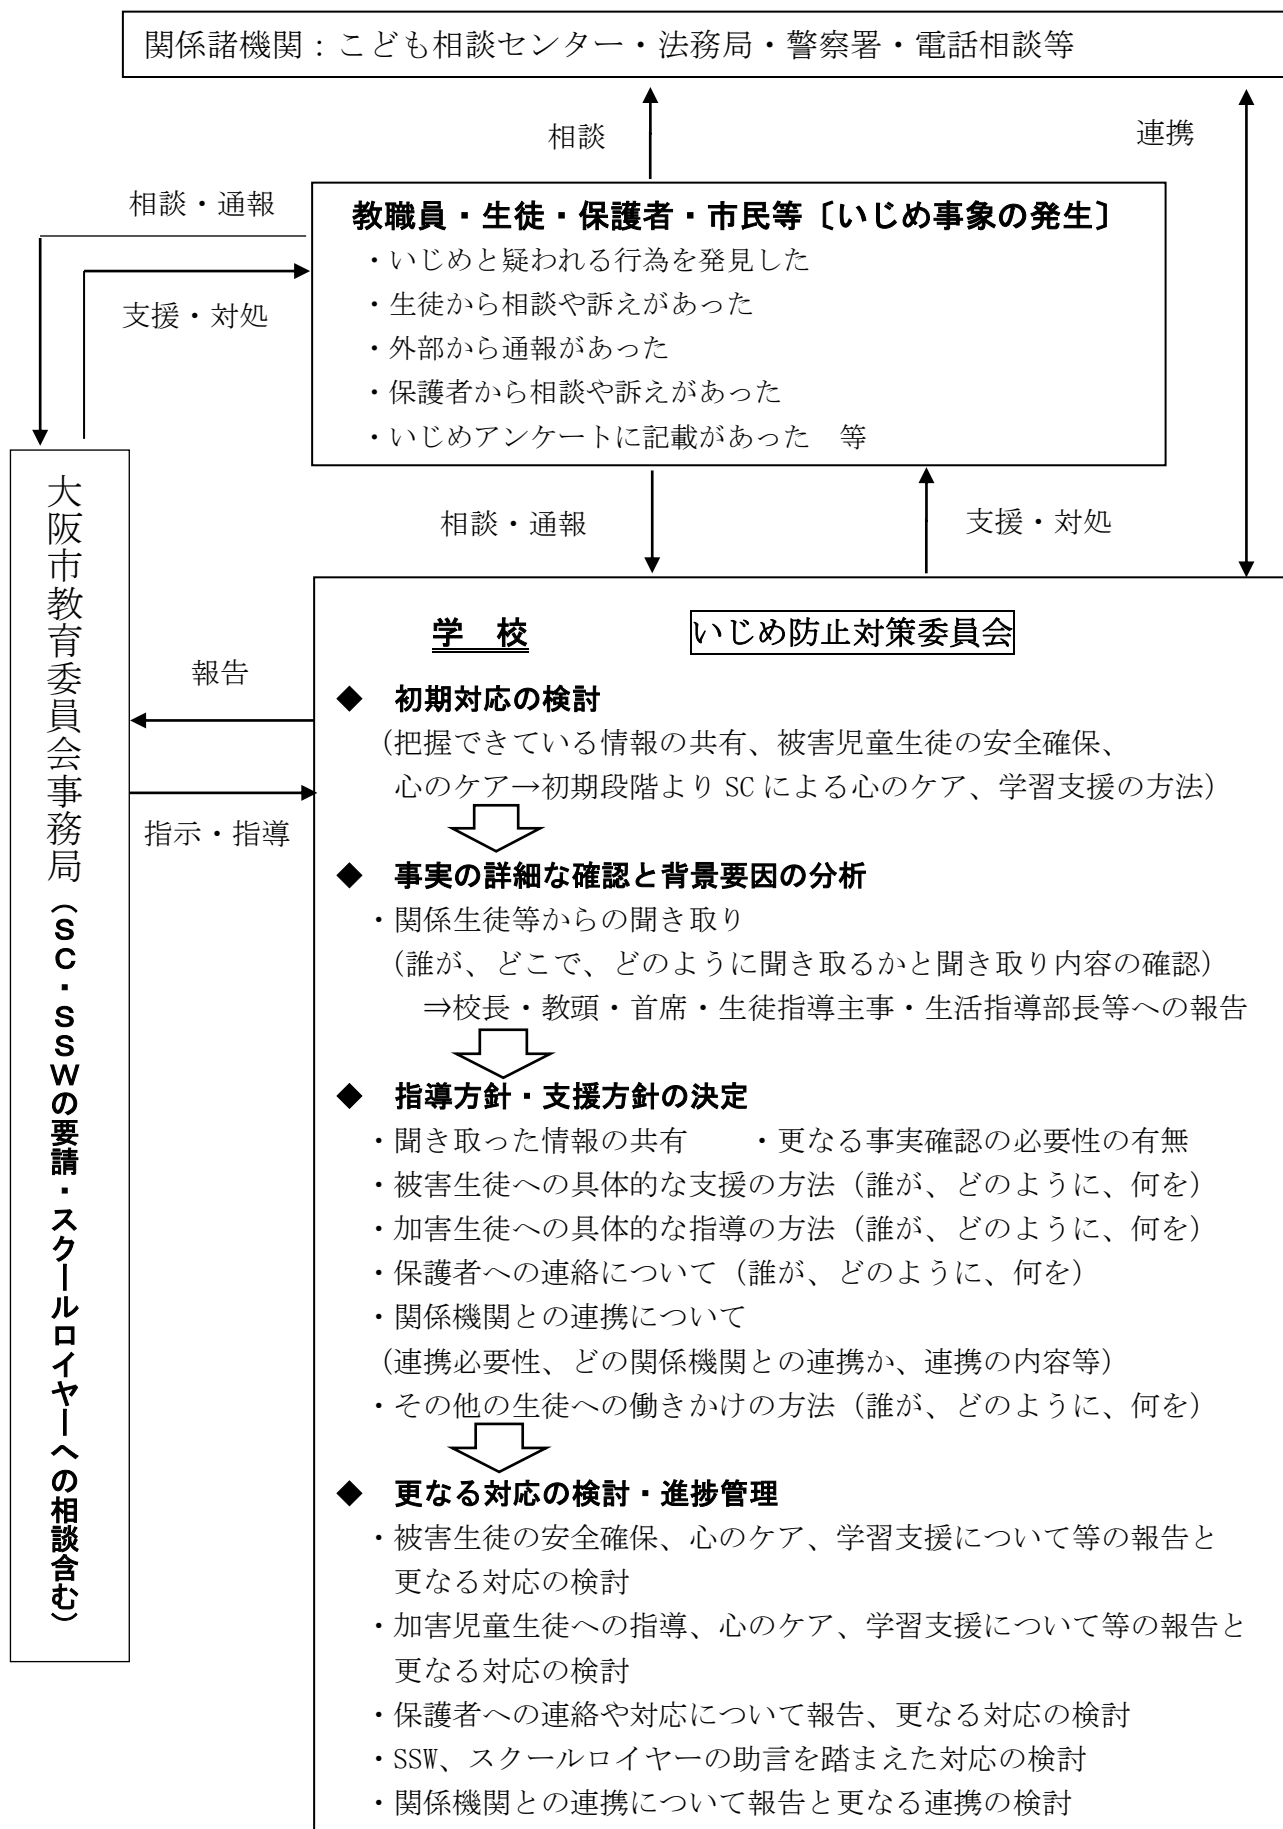 関係諸機関：こども相談センター・法務局・警察署・電話相談等
相談
連携
相談・通報
支援・対処
教職員・生徒・保護者・市民等〔いじめ事象の発生〕
・いじめと疑われる行為を発見した
・生徒から相談や訴えがあった
・外部から通報があった
・保護者から相談や訴えがあった
・いじめアンケートに記載があった　等
相談・通報
支援・対処
大阪市教育委員会事務局（ＳＣ・ＳＳＷの要請・スクールロイヤーへの相談含む）
報告
指示・指導
学　校　いじめ防止対策委員会
◆　初期対応の検討
（把握できている情報の共有、被害児童生徒の安全確保、
心のケア→初期段階より SC による心のケア、学習支援の方法）
◆　事実の詳細な確認と背景要因の分析
・関係生徒等からの聞き取り
（誰が、どこで、どのように聞き取るかと聞き取り内容の確認）
⇒校長・教頭・首席・生徒指導主事・生活指導部長等への報告
◆　指導方針・支援方針の決定
・聞き取った情報の共有　　・更なる事実確認の必要性の有無
・被害生徒への具体的な支援の方法（誰が、どのように、何を）
・加害生徒への具体的な指導の方法（誰が、どのように、何を）
・保護者への連絡について（誰が、どのように、何を）
・関係機関との連携について
（連携必要性、どの関係機関との連携か、連携の内容等）
・その他の生徒への働きかけの方法（誰が、どのように、何を）
◆　更なる対応の検討・進捗管理
・被害生徒の安全確保、心のケア、学習支援について等の報告と
更なる対応の検討
・加害児童生徒への指導、心のケア、学習支援について等の報告と
更なる対応の検討
・保護者への連絡や対応について報告、更なる対応の検討
・SSW、スクールロイヤーの助言を踏まえた対応の検討
・関係機関との連携について報告と更なる連携の検討